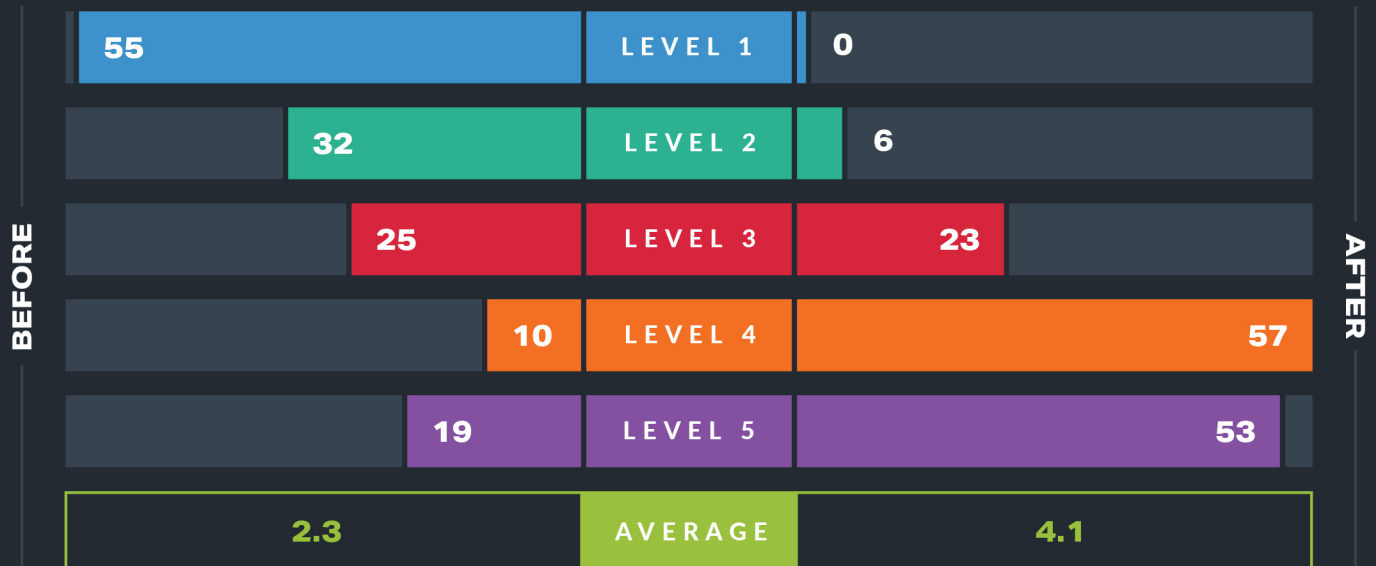 55 LEVEL 1 0
32 LEVEL 2 6
25 LEVEL 3 23
BEFORE
AFTER
10 LEVEL 4 57
19 LEVEL 5 53
2.3 AVERAGE 4.1